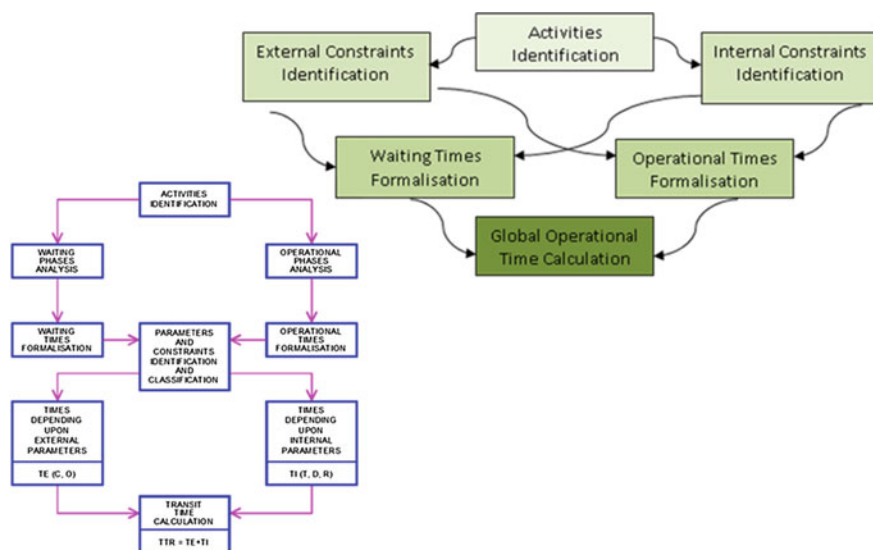 Activities
Identification
External Constraints
Identification
Internal Constraints
Identification
Waiting Times
Formalisation
Operational Times
Formalisation
Global Operational
Time Calculation
ACTIVITIES
IDENTIFICATION
WAITING
PHASES
ANALYSIS
OPERATIONAL
PHASES
ANALYSIS
WAITING
TIMES
FORMALISATION
PARAMETERS
AND
CONSTRAINTS
IDENTIFICATION
AND
CLASSIFICATION
OPERATIONAL
TIMES
FORMALISATION
TIMES
DEPENDING
UPON
EXTERNAL
PARAMETERS
TE (C, O)
TIMES
DEPENDING
UPON
INTERNAL
PARAMETERS
TI (T, D, R)
TRANSIT
TIME
CALCULATION
TTR = TE+TI